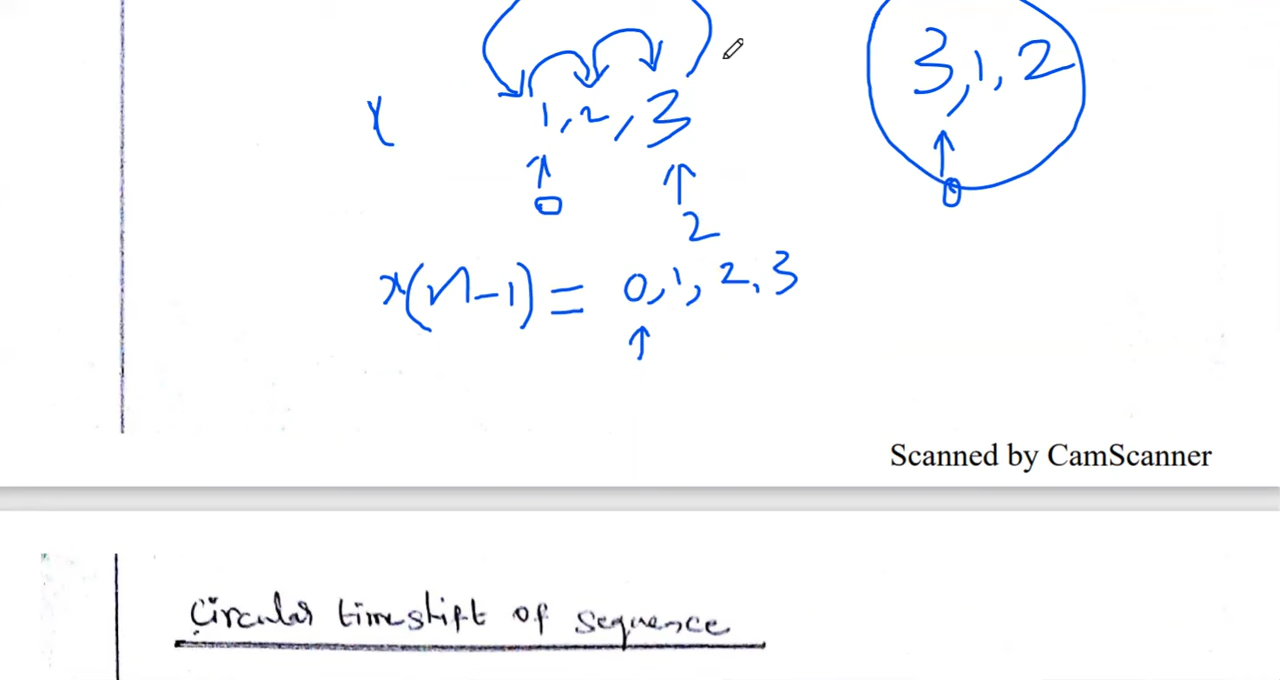 x 1, 2, 3
3, 1, 2
↑ ↑
0 2
↑
0
x(n-1) = 0, 1, 2, 3
↑
Scanned by CamScanner
Circular timeshift of sequence